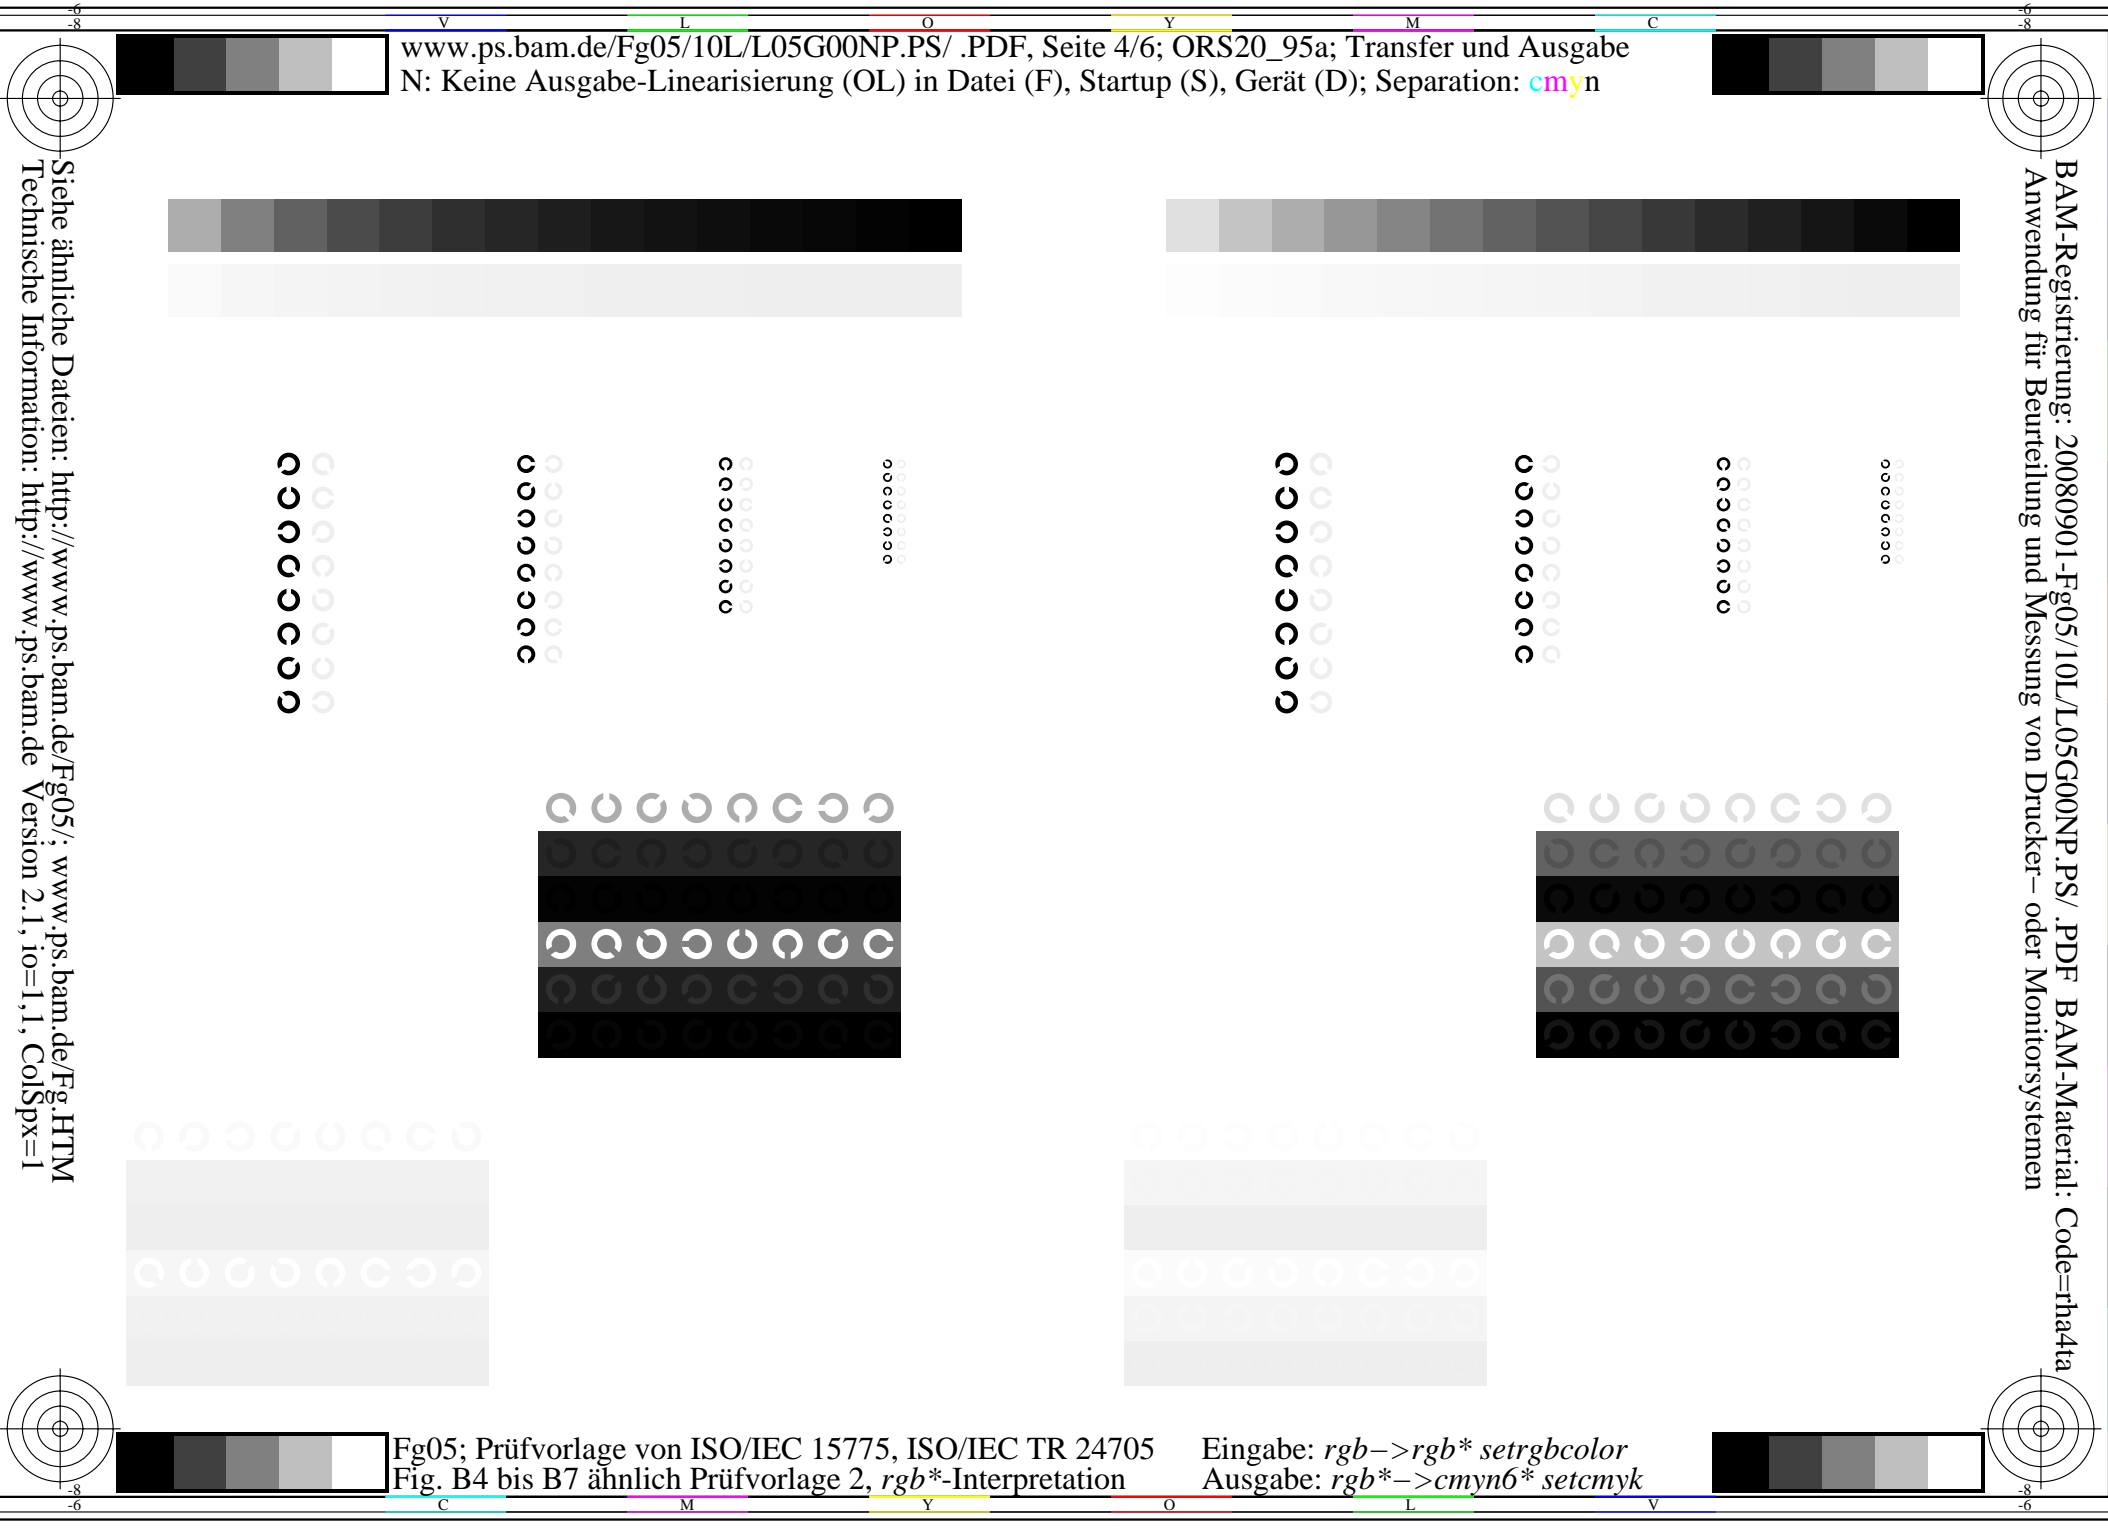 -6
-8
V L O Y M C
-6
-8
www.ps.bam.de/Fg05/10L/L05G00NP.PS/ .PDF, Seite 4/6; ORS20_95a; Transfer und Ausgabe
N: Keine Ausgabe-Linearisierung (OL) in Datei (F), Startup (S), Gerät (D); Separation: cmyn
Siehe ähnliche Dateien: http://www.ps.bam.de/Fg05/; www.ps.bam.de/Fg.HTM
Technische Information: http://www.ps.bam.de Version 2.1, io=1,1, ColSpx=1
BAM-Registrierung: 20080901-Fg05/10L/L05G00NP.PS/ .PDF BAM-Material: Code=rha4ta
Anwendung für Beurteilung und Messung von Drucker− oder Monitorsystemen
Fg05; Prüfvorlage von ISO/IEC 15775, ISO/IEC TR 24705
Fig. B4 bis B7 ähnlich Prüfvorlage 2, rgb*-Interpretation
Eingabe: rgb−>rgb* setrgbcolor
Ausgabe: rgb*−>cmyn6* setcmyk
-8
-6
C M Y O L V
-8
-6